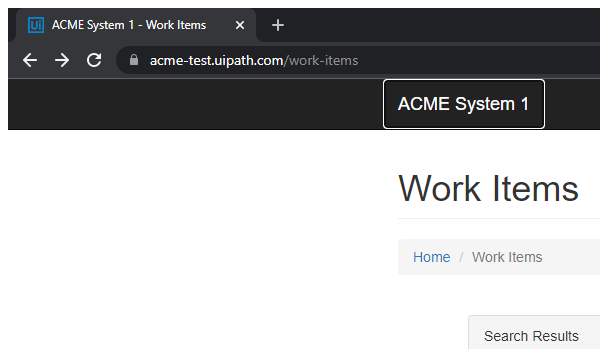 Ui ACME System 1 - Work Items
acme-test.uipath.com/work-items
ACME System 1
Work Items
Home / Work Items
Search Results